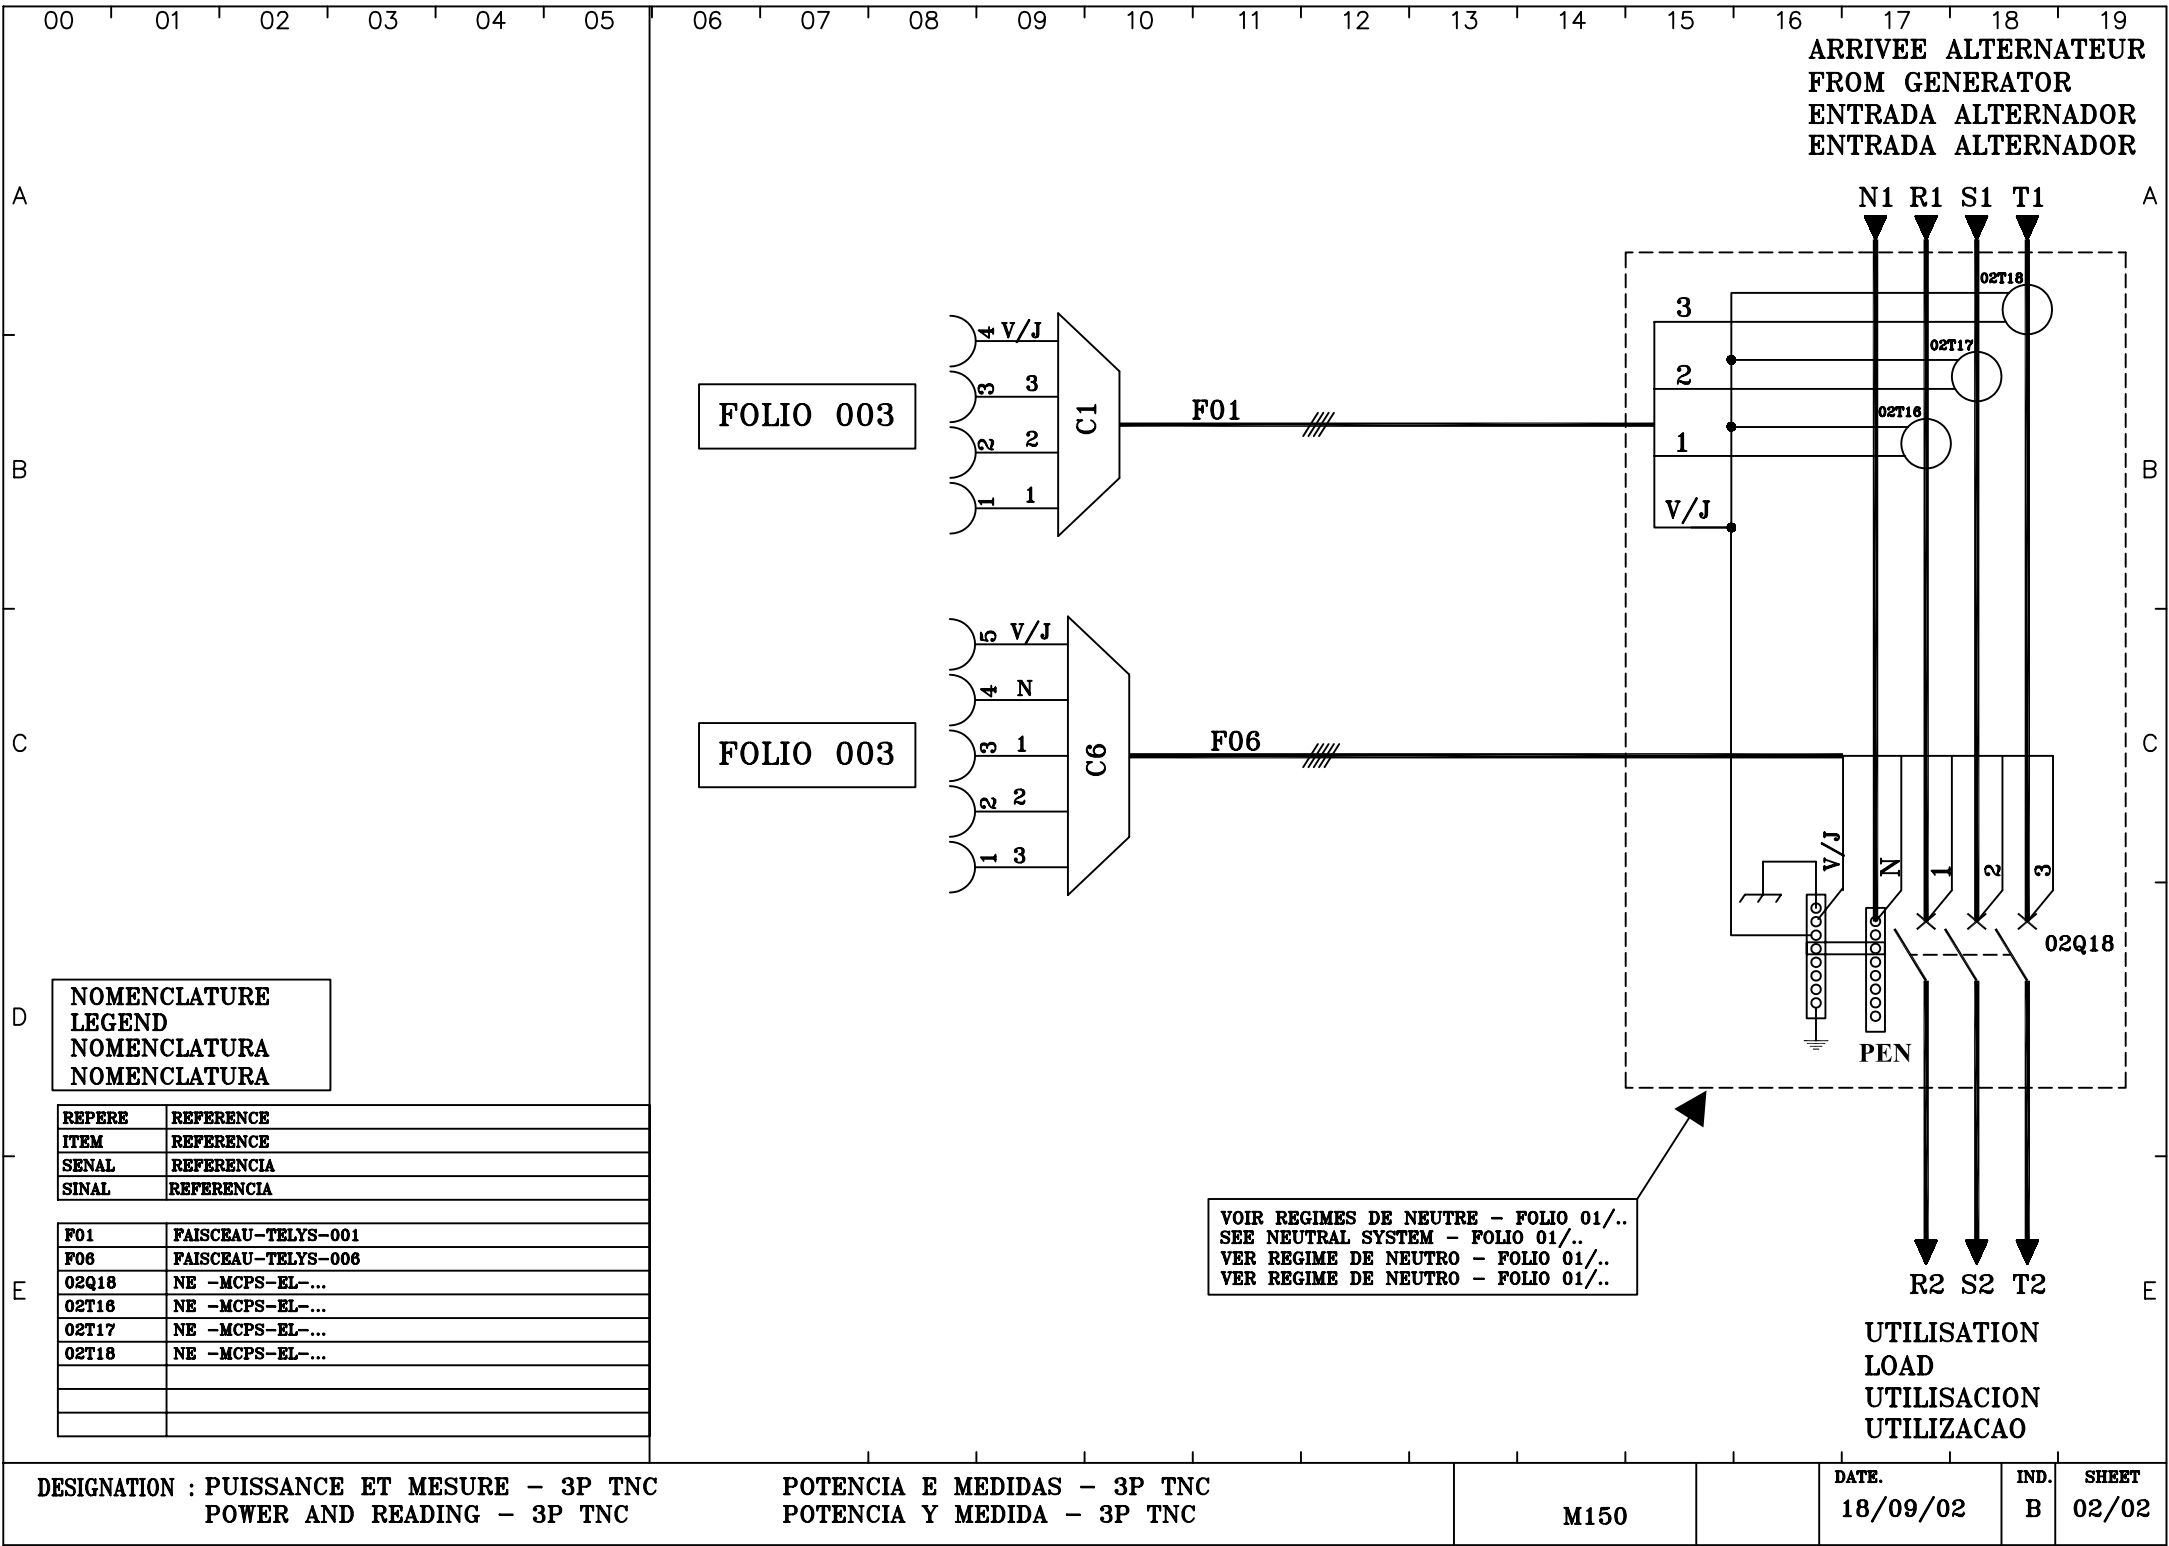 00 01 02 03 04 05 06 07 08 09 10 11 12 13 14 15 16 17 18 19
ARRIVEE ALTERNATEUR
FROM GENERATOR
ENTRADA ALTERNADOR
ENTRADA ALTERNADOR
A
A
N1 R1 S1 T1
02T18
3
02T17
2
02T16
1
V/J
4 V/J
3 3
2 2
1 1
C1
F01
FOLIO 003
B
B
5 V/J
4 N
3 1
2 2
1 3
C6
F06
FOLIO 003
C
C
V/J N 1 2 3
02Q18
PEN
D
D
NOMENCLATURE
LEGEND
NOMENCLATURA
NOMENCLATURA
REPERE REFERENCE
ITEM REFERENCE
SENAL REFERENCIA
SINAL REFERENCIA
F01 FAISCEAU-TELYS-001
F06 FAISCEAU-TELYS-006
02Q18 NE -MCPS-EL-...
02T16 NE -MCPS-EL-...
02T17 NE -MCPS-EL-...
02T18 NE -MCPS-EL-...
VOIR REGIMES DE NEUTRE - FOLIO 01/..
SEE NEUTRAL SYSTEM - FOLIO 01/..
VER REGIME DE NEUTRO - FOLIO 01/..
VER REGIME DE NEUTRO - FOLIO 01/..
E
E
R2 S2 T2
UTILISATION
LOAD
UTILISACION
UTILIZACAO
DESIGNATION : PUISSANCE ET MESURE - 3P TNC
POWER AND READING - 3P TNC
POTENCIA E MEDIDAS - 3P TNC
POTENCIA Y MEDIDA - 3P TNC
M150
DATE.
18/09/02
IND.
B
SHEET
02/02